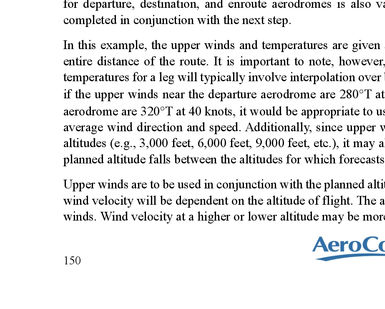 for departure, destination, and enroute aerodromes is also va
completed in conjunction with the next step.
In this example, the upper winds and temperatures are given
entire distance of the route. It is important to note, however,
temperatures for a leg will typically involve interpolation over
if the upper winds near the departure aerodrome are 280°T at
aerodrome are 320°T at 40 knots, it would be appropriate to us
average wind direction and speed. Additionally, since upper w
altitudes (e.g., 3,000 feet, 6,000 feet, 9,000 feet, etc.), it may a
planned altitude falls between the altitudes for which forecasts
Upper winds are to be used in conjunction with the planned alti
wind velocity will be dependent on the altitude of flight. The a
winds. Wind velocity at a higher or lower altitude may be more
AeroCo
150